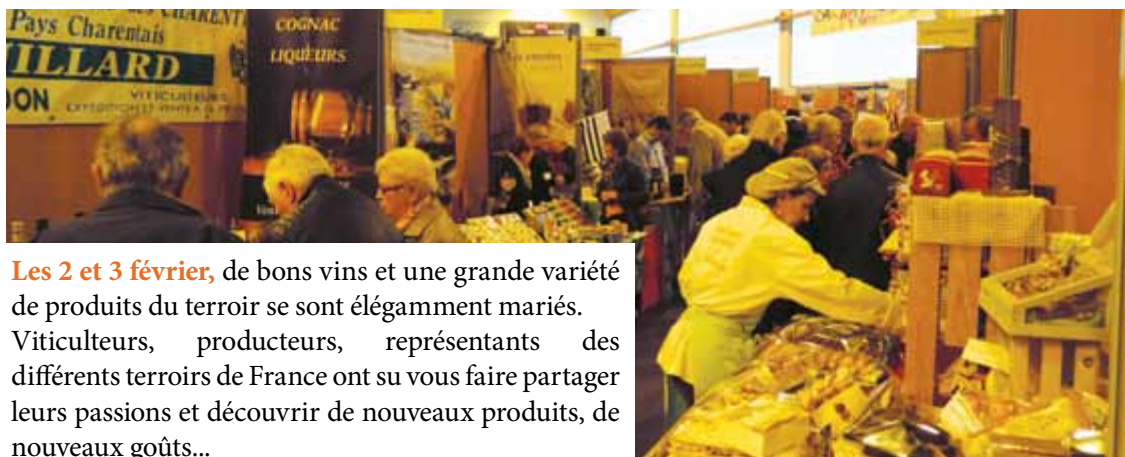 Pays Charentais
COGNAC
LIQUEURS
VITICULTEURS
Les 2 et 3 février, de bons vins et une grande variété
de produits du terroir se sont élégamment mariés.
Viticulteurs, producteurs, représentants des
différents terroirs de France ont su vous faire partager
leurs passions et découvrir de nouveaux produits, de
nouveaux goûts...